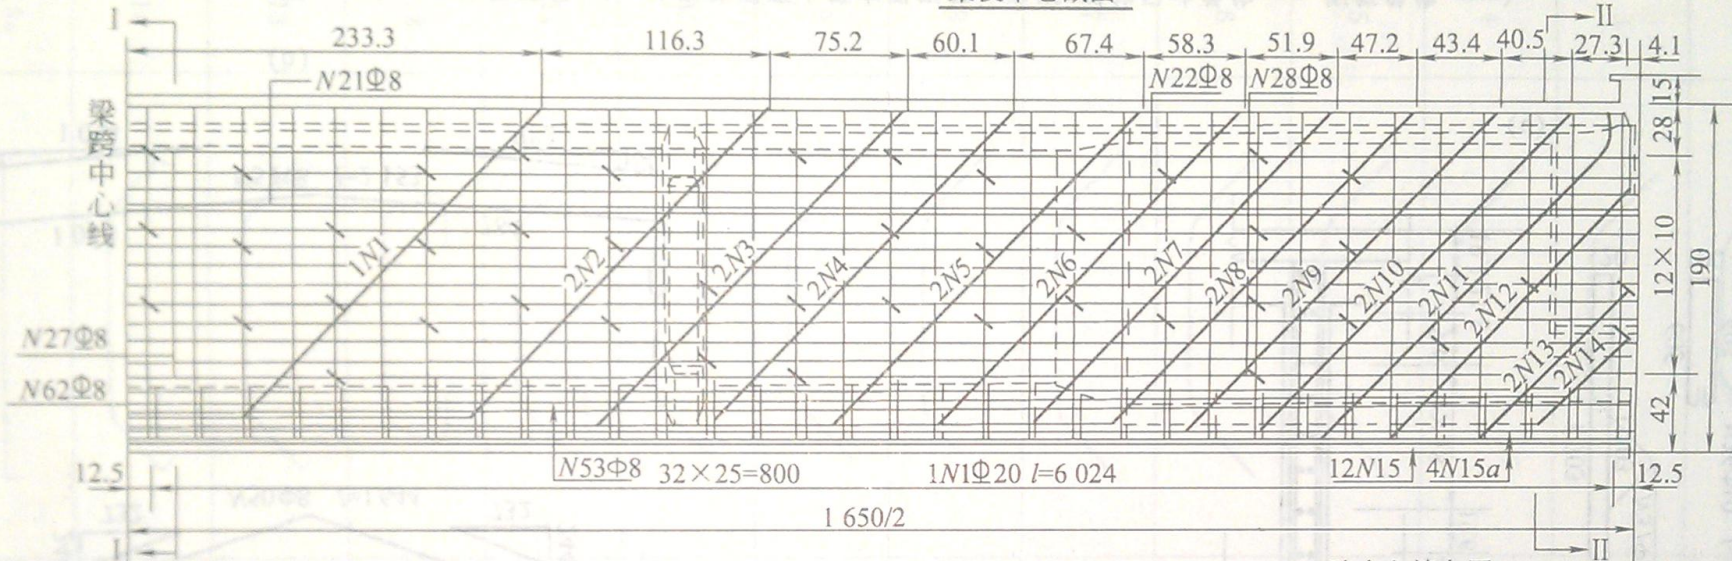 I II
233.3 116.3 75.2 60.1 67.4 58.3 51.9 47.2 43.4 40.5 27.3 4.1
N21Φ8 N22Φ8 N28Φ8
15
梁跨中心线
28
12×10
190
1N1 2N2 2N3 2N4 2N5 2N6 2N7 2N8 2N9 2N10 2N11 2N12 2N13 2N14
N27Φ8
N62Φ8
42
12.5 N53Φ8 32×25=800 1N1Φ20 l=6 024 12N15 4N15a 12.5
1 650/2
I II